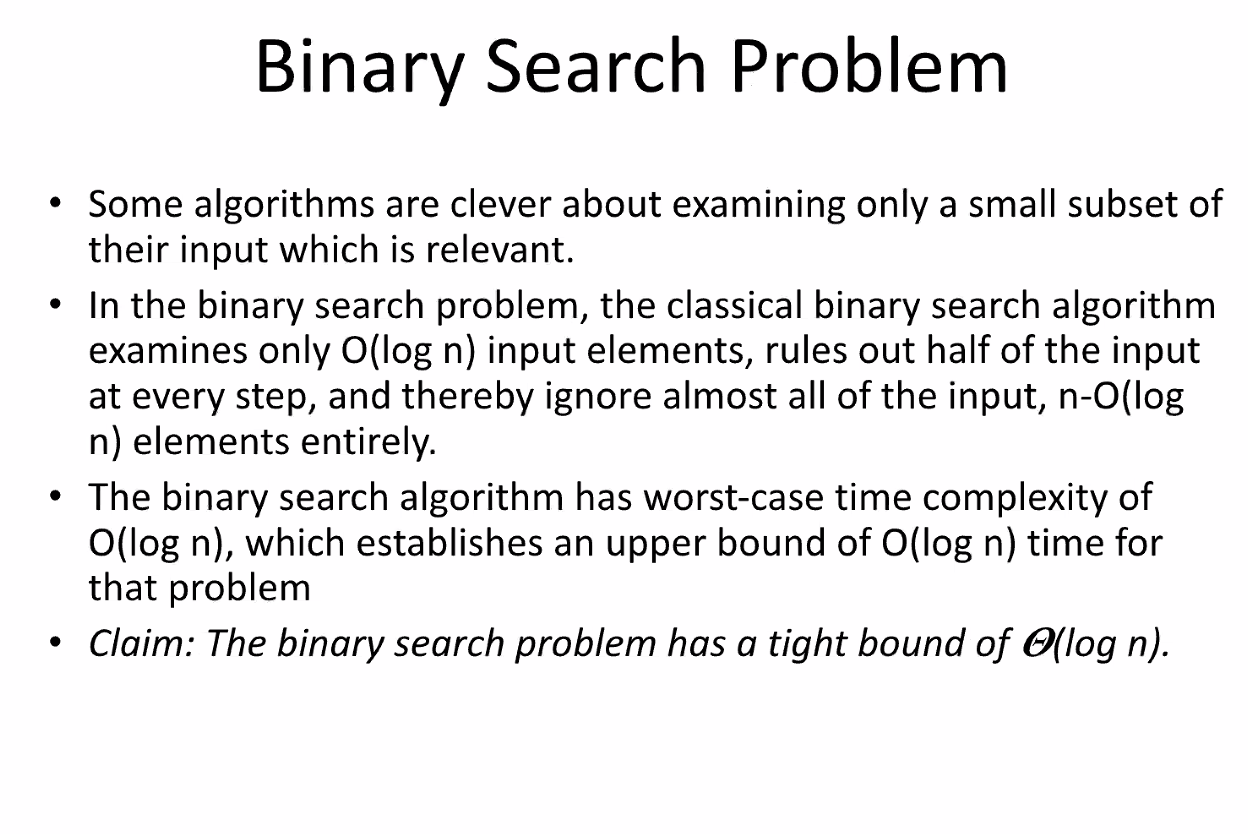 Binary Search Problem
• Some algorithms are clever about examining only a small subset of
their input which is relevant.
• In the binary search problem, the classical binary search algorithm
examines only O(log n) input elements, rules out half of the input
at every step, and thereby ignore almost all of the input, n-O(log
n) elements entirely.
• The binary search algorithm has worst-case time complexity of
O(log n), which establishes an upper bound of O(log n) time for
that problem
• Claim: The binary search problem has a tight bound of Θ(log n).